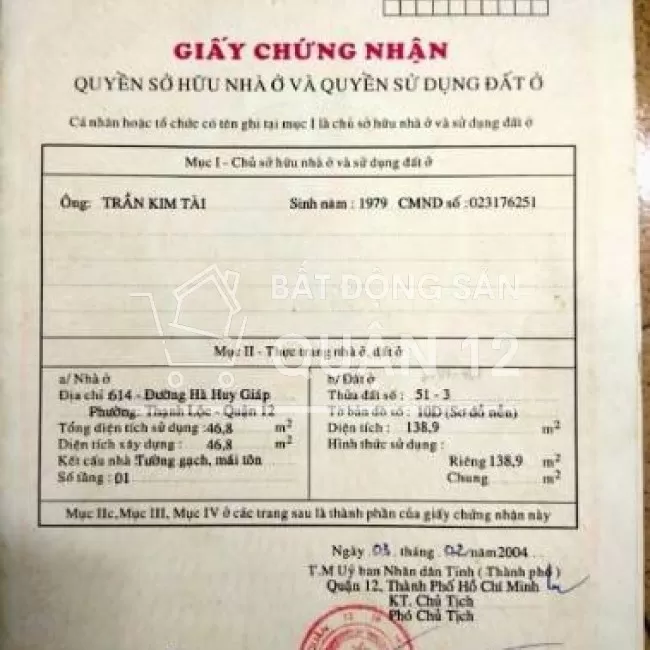 GIẤY CHỨNG NHẬN
QUYỀN SỞ HỮU NHÀ Ở VÀ QUYỀN SỬ DỤNG ĐẤT Ở
Cá nhân hoặc tổ chức có tên ghi tại mục I là chủ sở hữu nhà ở và sử dụng đất ở
Mục I - Chủ sở hữu nhà ở và sử dụng đất ở
Ông: TRẦN KIM TÀI Sinh năm : 1979 CMND số :023176251
BẤT ĐỘNG SẢN
QUẬN 12
Mục II - Thực trạng nhà ở, đất ở
a/ Nhà ở
Địa chỉ 614 - Đường Hà Huy Giáp
Phường: Thạnh Lộc - Quận 12
Tổng diện tích sử dụng :46,8 m²
Diện tích xây dựng : 46,8 m²
Kết cấu nhà :Tường gạch, mái tôn
Số tầng : 01
b/ Đất ở
Thửa đất số : 51 - 3
Tờ bản đồ số : 10D (Sơ đồ nền)
Diện tích : 138,9 m²
Hình thức sử dụng :
Riêng 138,9 m²
Chung m²
Mục IIc, Mục III, Mục IV ở các trang sau là thành phần của giấy chứng nhận này
Ngày 03 tháng 02 năm 2004
T.M Uỷ ban Nhân dân Tỉnh ( Thành phố )
Quận 12, Thành Phố Hồ Chí Minh
KT. Chủ Tịch
Phó Chủ Tịch